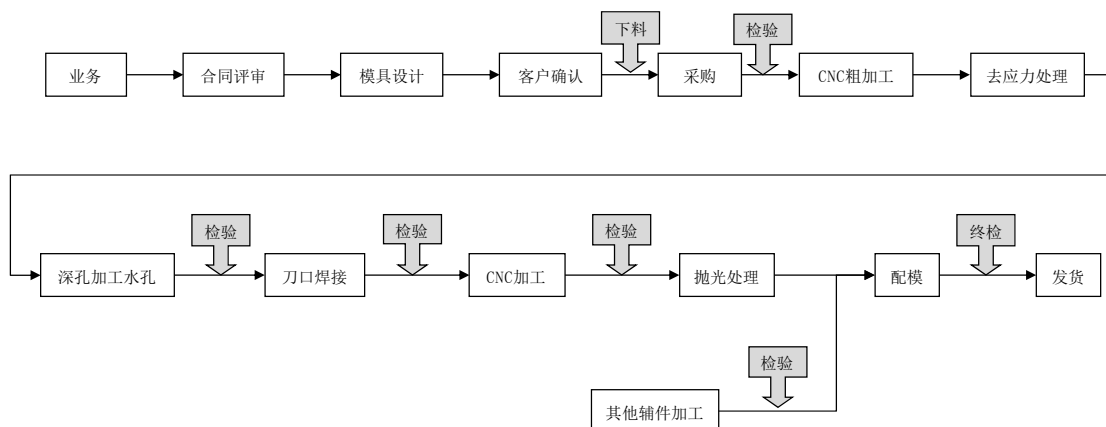 下料
检验
业务
合同评审
模具设计
客户确认
采购
CNC粗加工
去应力处理
检验
检验
检验
终检
深孔加工水孔
刀口焊接
CNC加工
抛光处理
配模
发货
检验
其他辅件加工